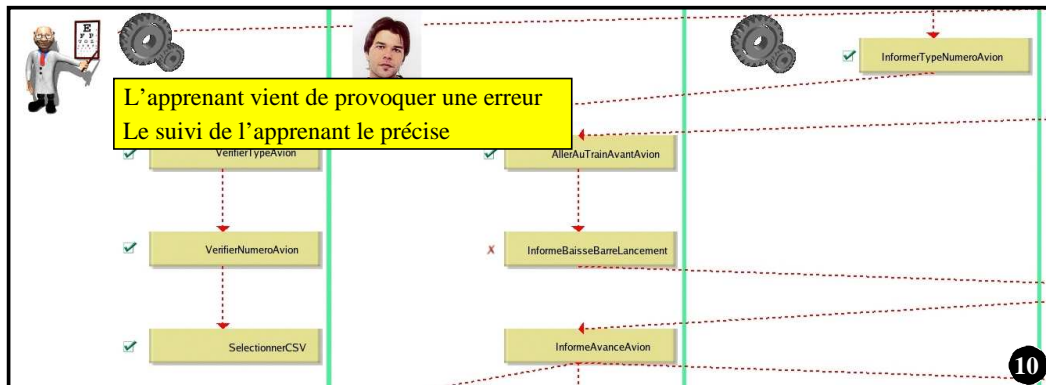 E
F P
InformerTypeNumeroAvion
L'apprenant vient de provoquer une erreur
Le suivi de l'apprenant le précise
VerifierTypeAvion
AllerAuTrainAvantAvion
VerifierNumeroAvion
X
InformeBaisseBarreLancement
SelectionnerCSV
InformeAvanceAvion
10